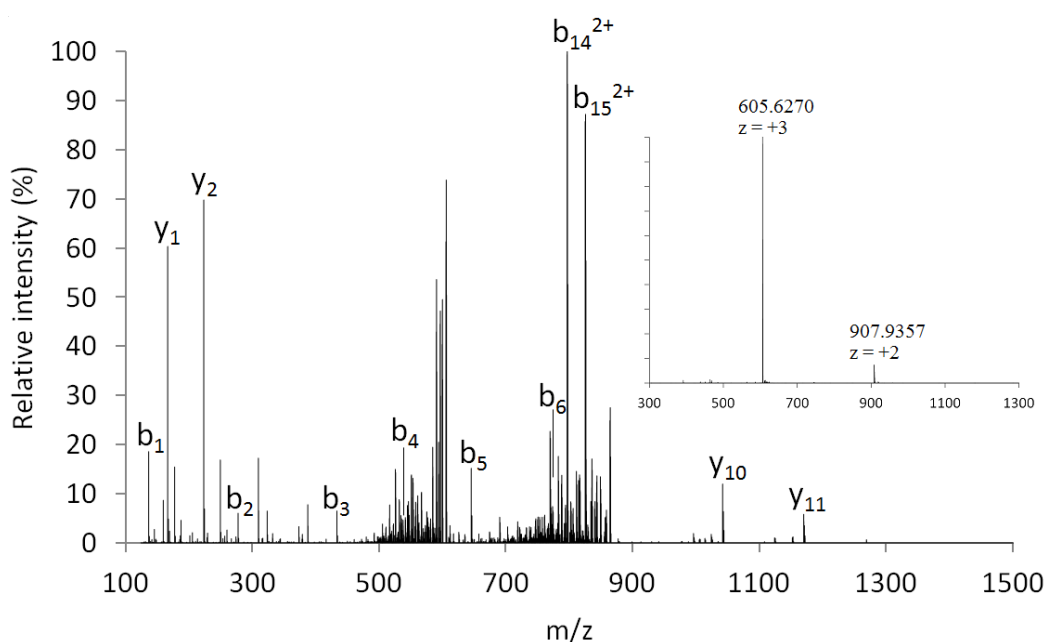 b14 2+
100
b15 2+
90
605.6270
z = +3
80
y2
70
y1
60
50
907.9357
z = +2
40
b6
30
300 500 700 900 1100 1300
b4
b1
20
b5
y10
b2
b3
y11
10
0
100 300 500 700 900 1100 1300 1500
Relative intensity (%)
m/z